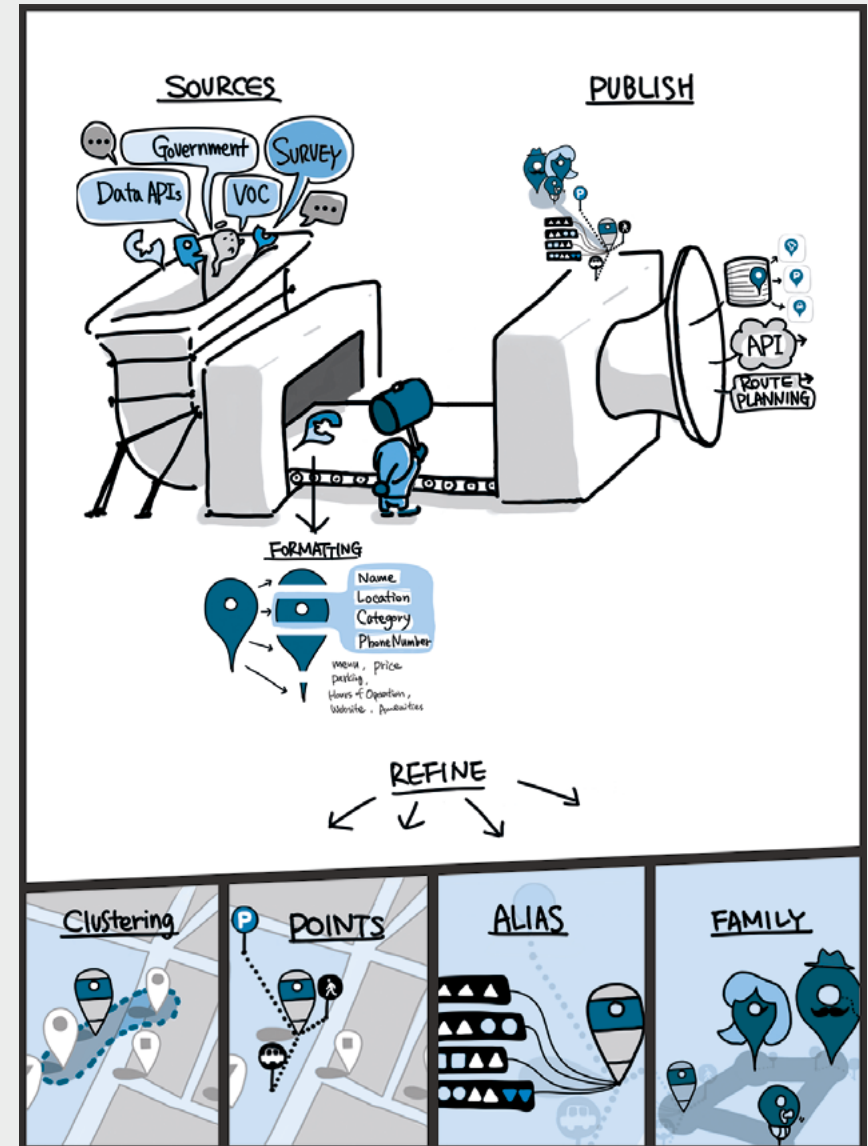 SOURCES
PUBLISH
Government
SURVEY
Data APIs
VOC
P
P
API
ROUTE
PLANNING
FORMATTING
Name
Location
Category
PhoneNumber
menu, price
parking,
Hours of Operation,
Website, Amenities
REFINE
Clustering
POINTS
ALIAS
FAMILY
P